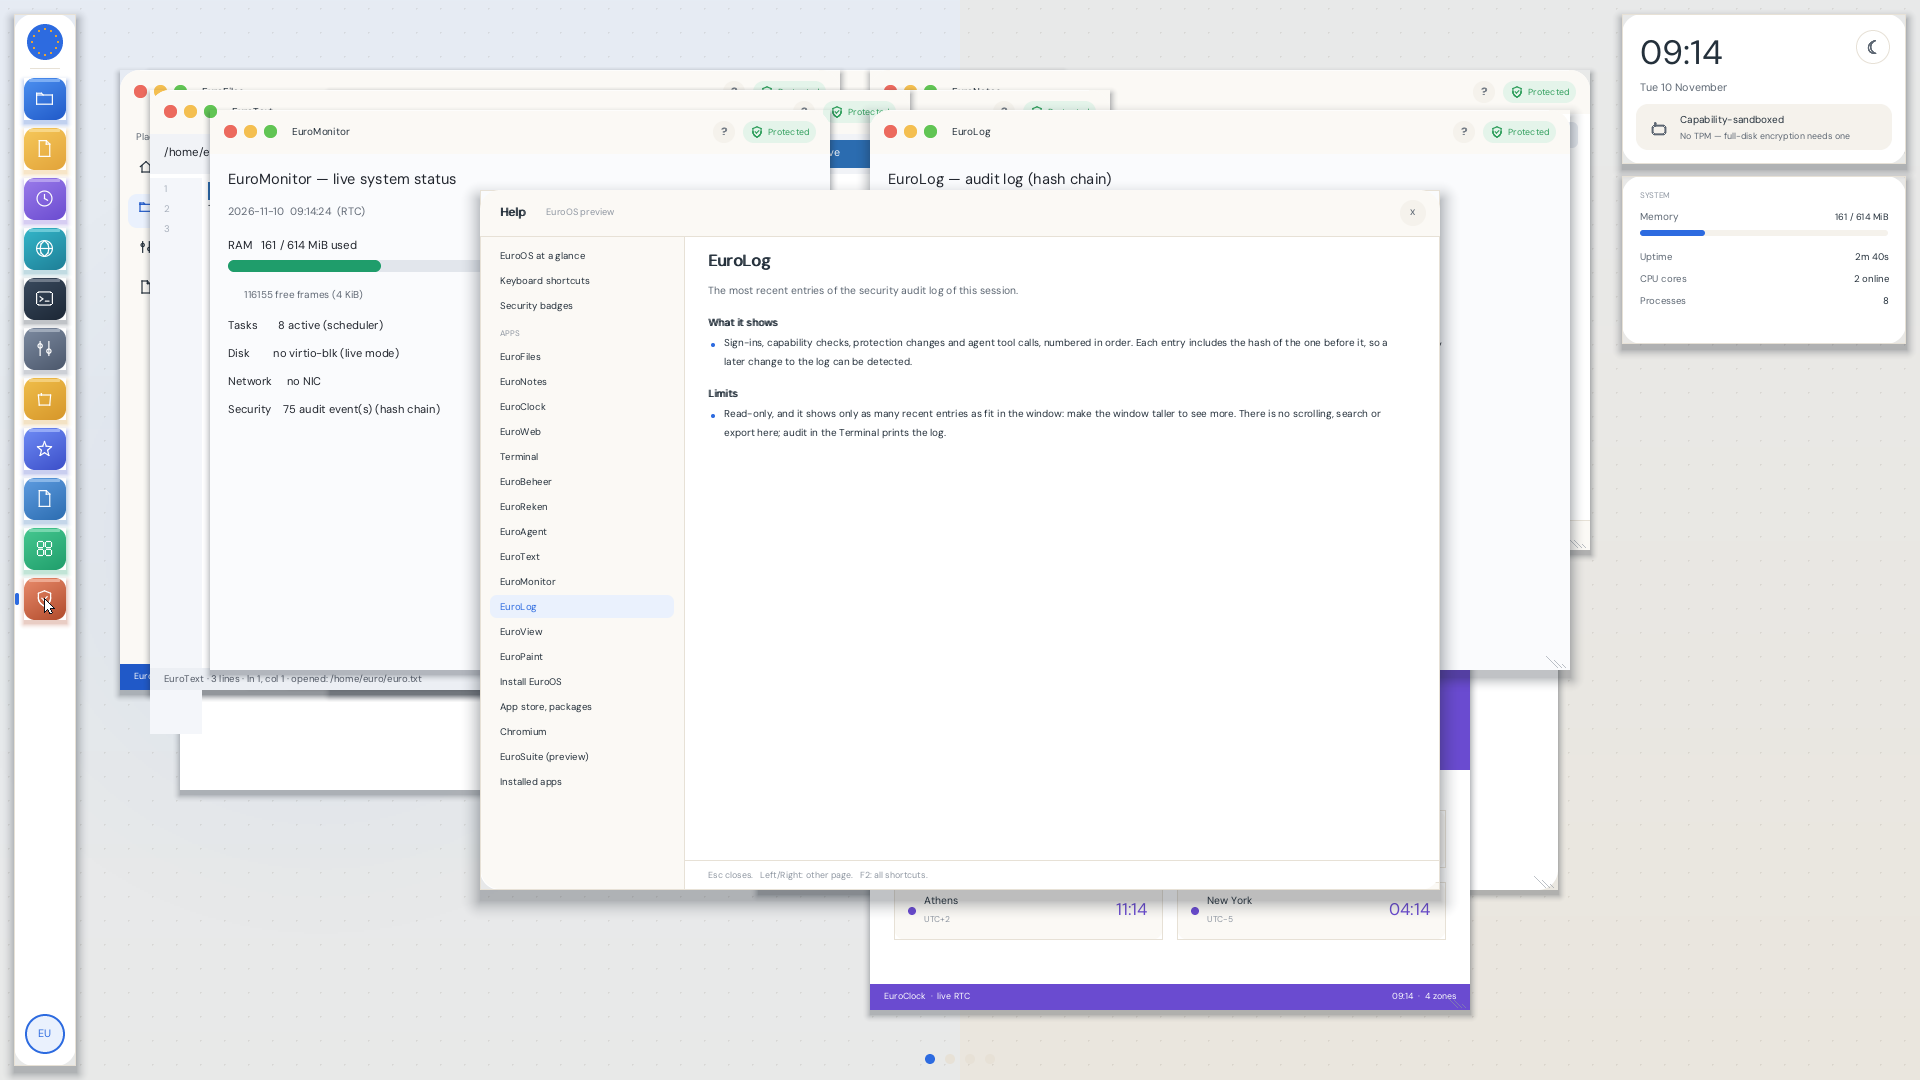 09:14
Tue 10 November
Capability-sandboxed
No TPM — full-disk encryption needs one
SYSTEM
Memory 161 / 614 MiB
Uptime 2m 40s
CPU cores 2 online
Processes 8
? Protected
EuroMonitor ? Protected
EuroLog ? Protected
/home/e
1
2
3
EuroMonitor — live system status
2026-11-10 09:14:24 (RTC)
RAM 161 / 614 MiB used
116155 free frames (4 KiB)
Tasks 8 active (scheduler)
Disk no virtio-blk (live mode)
Network no NIC
Security 75 audit event(s) (hash chain)
EuroLog — audit log (hash chain)
Help EuroOS preview x
EuroOS at a glance
Keyboard shortcuts
Security badges
APPS
EuroFiles
EuroNotes
EuroClock
EuroWeb
Terminal
EuroBeheer
EuroReken
EuroAgent
EuroText
EuroMonitor
EuroLog
EuroView
EuroPaint
Install EuroOS
App store, packages
Chromium
EuroSuite (preview)
Installed apps
EuroLog
The most recent entries of the security audit log of this session.
What it shows
Sign-ins, capability checks, protection changes and agent tool calls, numbered in order. Each entry includes the hash of the one before it, so a
later change to the log can be detected.
Limits
Read-only, and it shows only as many recent entries as fit in the window: make the window taller to see more. There is no scrolling, search or
export here; audit in the Terminal prints the log.
Esc closes. Left/Right: other page. F2: all shortcuts.
EuroText · 3 lines · ln 1, col 1 · opened: /home/euro/euro.txt
Athens 11:14
UTC+2
New York 04:14
UTC-5
EuroClock · live RTC 09:14 · 4 zones
EU